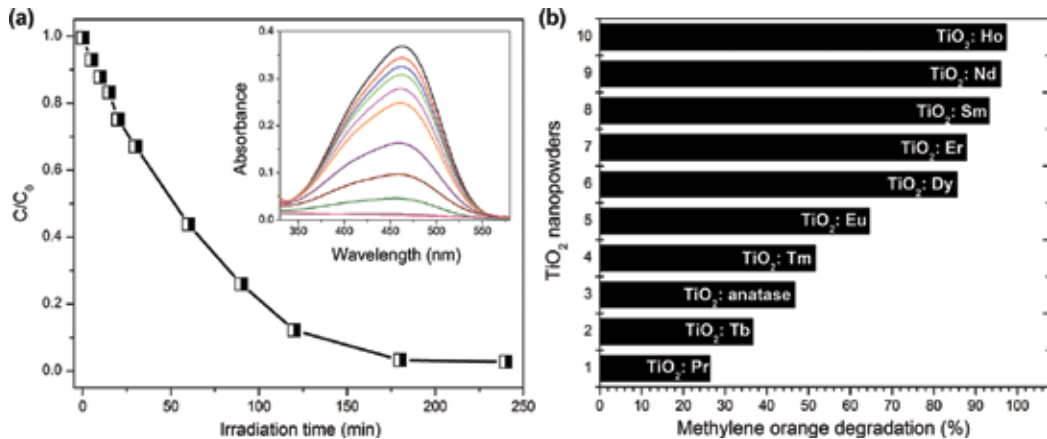 (a)
C/C₀
1.0
0.8
0.6
0.4
0.2
0.0
0 50 100 150 200 250
Irradiation time (min)
Absorbance
0.4
0.3
0.2
0.1
0.0
350 400 450 500 550
Wavelength (nm)
(b)
TiO₂ nanopowders
10 TiO₂: Ho
9 TiO₂: Nd
8 TiO₂: Sm
7 TiO₂: Er
6 TiO₂: Dy
5 TiO₂: Eu
4 TiO₂: Tm
3 TiO₂: anatase
2 TiO₂: Tb
1 TiO₂: Pr
0 10 20 30 40 50 60 70 80 90 100
Methylene orange degradation (%)